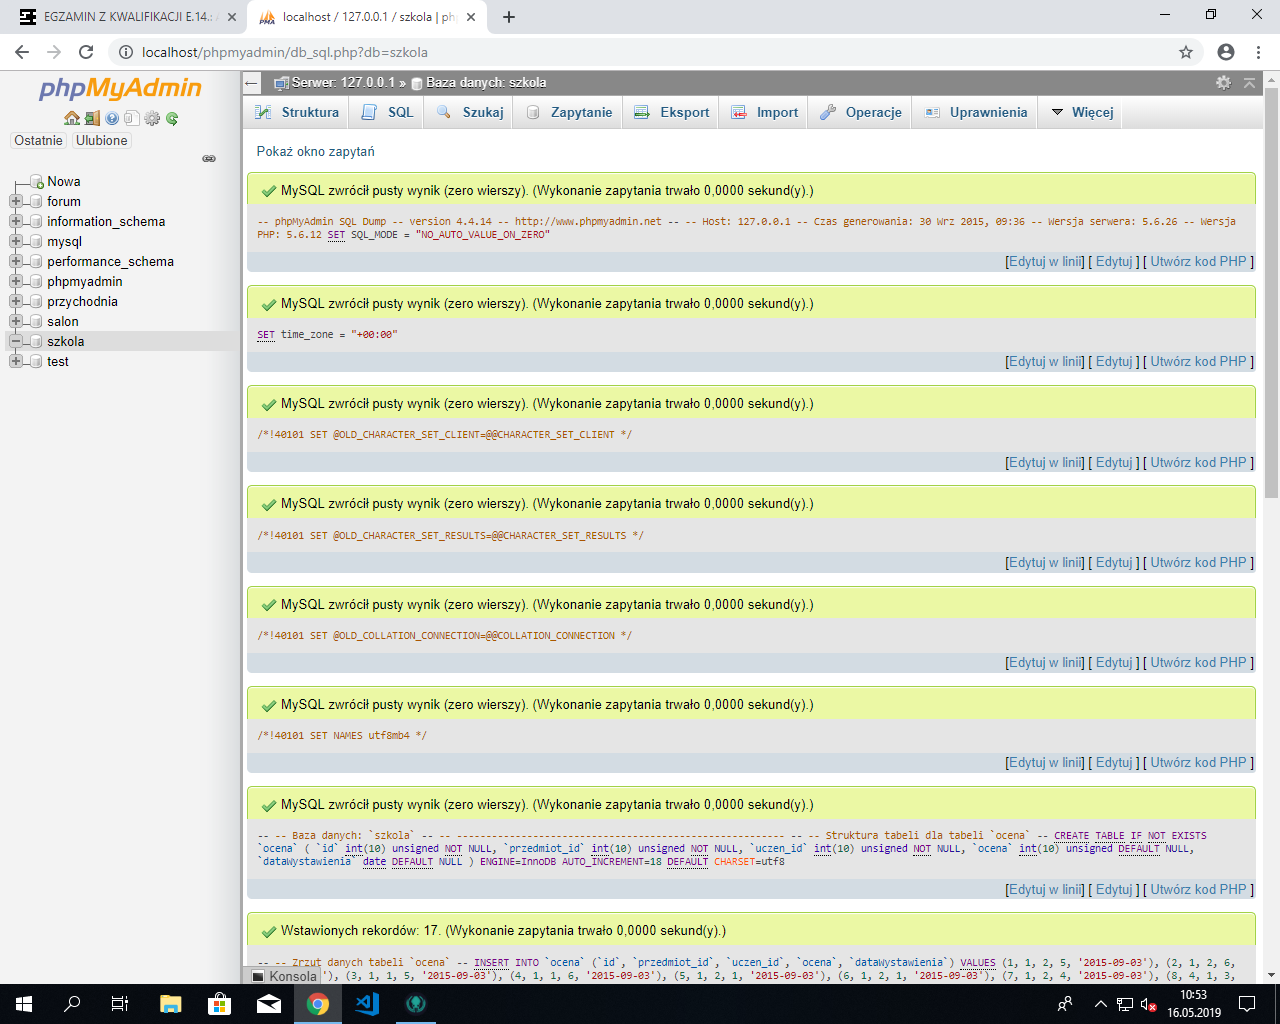 EGZAMIN Z KWALIFIKACJI E.14.:
localhost / 127.0.0.1 / szkola | ph
localhost/phpmyadmin/db_sql.php?db=szkola
phpMyAdmin
Ostatnie Ulubione
Nowa
forum
information_schema
mysql
performance_schema
phpmyadmin
przychodnia
salon
szkola
test
Serwer: 127.0.0.1 » Baza danych: szkola
Struktura SQL Szukaj Zapytanie Eksport Import Operacje Uprawnienia Więcej
Pokaż okno zapytań
MySQL zwrócił pusty wynik (zero wierszy). (Wykonanie zapytania trwało 0,0000 sekund(y).)
-- phpMyAdmin SQL Dump -- version 4.4.14 -- http://www.phpmyadmin.net -- -- Host: 127.0.0.1 -- Czas generowania: 30 Wrz 2015, 09:36 -- Wersja serwera: 5.6.26 -- Wersja
PHP: 5.6.12 SET SQL_MODE = "NO_AUTO_VALUE_ON_ZERO"
[Edytuj w linii] [ Edytuj ] [ Utwórz kod PHP ]
MySQL zwrócił pusty wynik (zero wierszy). (Wykonanie zapytania trwało 0,0000 sekund(y).)
SET time_zone = "+00:00"
[Edytuj w linii] [ Edytuj ] [ Utwórz kod PHP ]
MySQL zwrócił pusty wynik (zero wierszy). (Wykonanie zapytania trwało 0,0000 sekund(y).)
/*!40101 SET @OLD_CHARACTER_SET_CLIENT=@@CHARACTER_SET_CLIENT */
[Edytuj w linii] [ Edytuj ] [ Utwórz kod PHP ]
MySQL zwrócił pusty wynik (zero wierszy). (Wykonanie zapytania trwało 0,0000 sekund(y).)
/*!40101 SET @OLD_CHARACTER_SET_RESULTS=@@CHARACTER_SET_RESULTS */
[Edytuj w linii] [ Edytuj ] [ Utwórz kod PHP ]
MySQL zwrócił pusty wynik (zero wierszy). (Wykonanie zapytania trwało 0,0000 sekund(y).)
/*!40101 SET @OLD_COLLATION_CONNECTION=@@COLLATION_CONNECTION */
[Edytuj w linii] [ Edytuj ] [ Utwórz kod PHP ]
MySQL zwrócił pusty wynik (zero wierszy). (Wykonanie zapytania trwało 0,0000 sekund(y).)
/*!40101 SET NAMES utf8mb4 */
[Edytuj w linii] [ Edytuj ] [ Utwórz kod PHP ]
MySQL zwrócił pusty wynik (zero wierszy). (Wykonanie zapytania trwało 0,0000 sekund(y).)
-- -- Baza danych: `szkola` -- -- -------------------------------------------------------- -- -- Struktura tabeli dla tabeli `ocena` -- CREATE TABLE IF NOT EXISTS
`ocena` ( `id` int(10) unsigned NOT NULL, `przedmiot_id` int(10) unsigned NOT NULL, `uczen_id` int(10) unsigned NOT NULL, `ocena` int(10) unsigned DEFAULT NULL,
`dataWystawienia` date DEFAULT NULL ) ENGINE=InnoDB AUTO_INCREMENT=18 DEFAULT CHARSET=utf8
[Edytuj w linii] [ Edytuj ] [ Utwórz kod PHP ]
Wstawionych rekordów: 17. (Wykonanie zapytania trwało 0,0000 sekund(y).)
-- -- Zrzut danych tabeli `ocena` -- INSERT INTO `ocena` (`id`, `przedmiot_id`, `uczen_id`, `ocena`, `dataWystawienia`) VALUES (1, 1, 2, 5, '2015-09-03'), (2, 1, 2, 6,
'), (3, 1, 1, 5, '2015-09-03'), (4, 1, 1, 6, '2015-09-03'), (5, 1, 2, 1, '2015-09-03'), (6, 1, 2, 1, '2015-09-03'), (7, 1, 2, 4, '2015-09-03'), (8, 4, 1, 3,
Konsola
10:53
16.05.2019